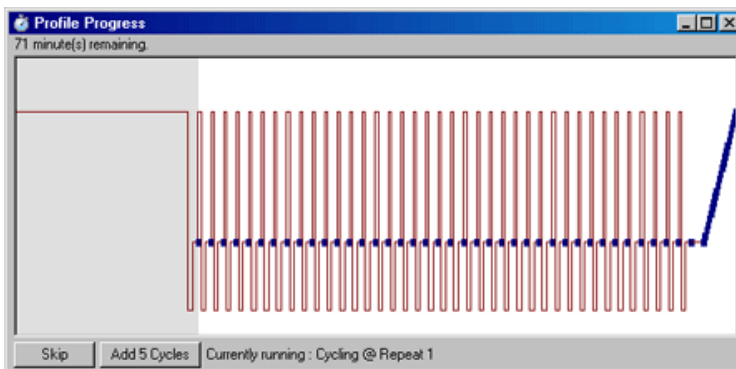 Profile Progress
71 minute(s) remaining.
Skip
Add 5 Cycles
Currently running : Cycling @ Repeat 1